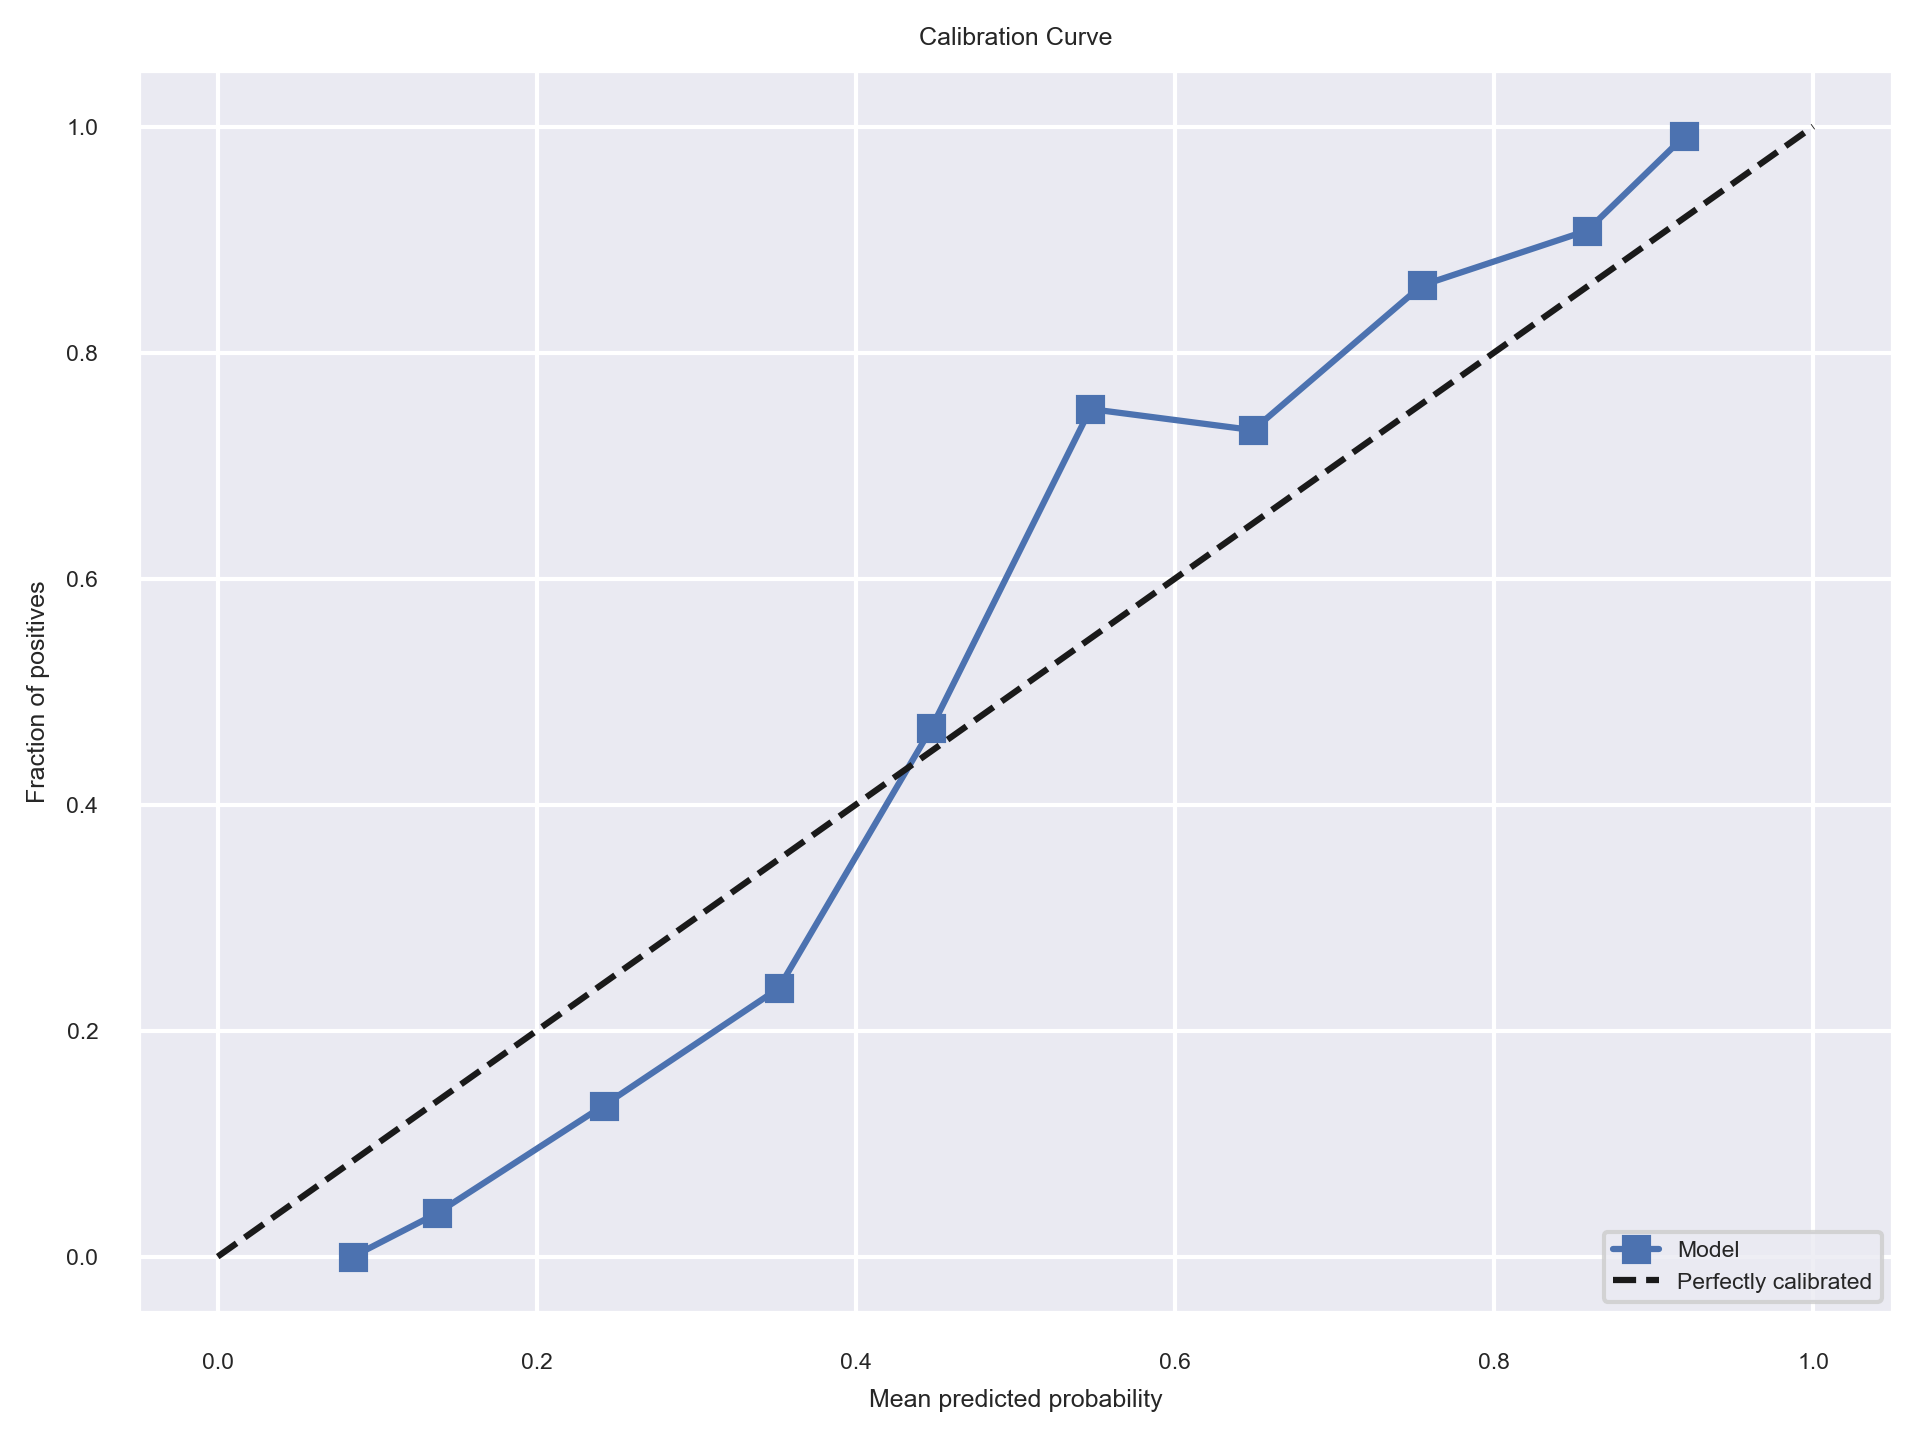 Calibration Curve
1.0
0.8
0.6
0.4
0.2
0.0
Fraction of positives
0.0 0.2 0.4 0.6 0.8 1.0
Mean predicted probability
Model
Perfectly calibrated